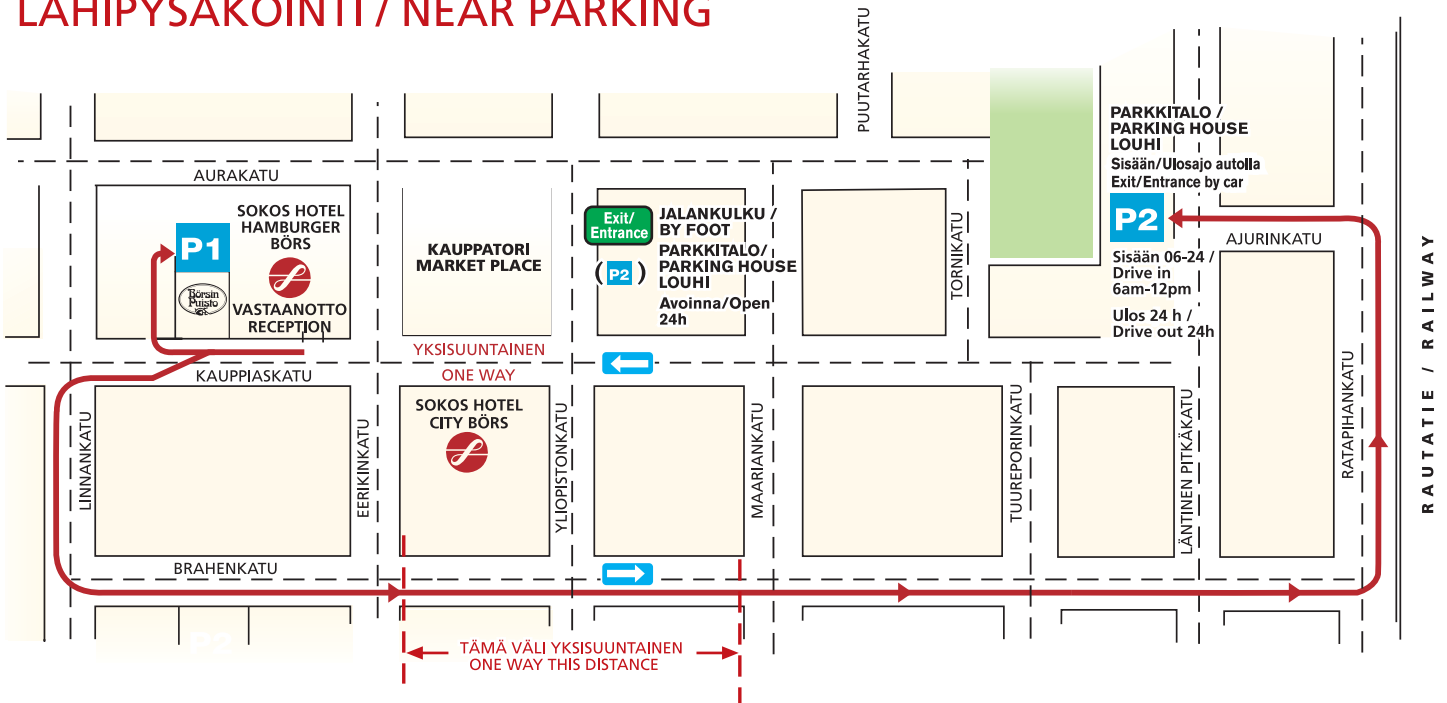 LÄHIPYSÄKÖINTI / NEAR PARKING
PUUTARHAKATU
AURAKATU
P1
SOKOS HOTEL
HAMBURGER
BÖRS
VASTAANOTTO
RECEPTION
Börsin
Puisto
KAUPPATORI
MARKET PLACE
Exit/
Entrance
JALANKULKU /
BY FOOT
(P2)
PARKKITALO/
PARKING HOUSE
LOUHI
Avoinna/Open
24h
TORNIKATU
PARKKITALO /
PARKING HOUSE
LOUHI
Sisään/Ulosajo autolla
Exit/Entrance by car
P2
Sisään 06-24 /
Drive in
6am-12pm
Ulos 24 h /
Drive out 24h
AJURINKATU
RAUTATIE / RAILWAY
YKSISUUNTAINEN
ONE WAY
KAUPPIASKATU
SOKOS HOTEL
CITY BÖRS
LINNANKATU
EERIKINKATU
YLIOPISTONKATU
MAARIANKATU
TUUREPORINKATU
LÄNTINEN PITKÄKATU
RATAPIHANKATU
BRAHENKATU
TÄMÄ VÄLI YKSISUUNTAINEN
ONE WAY THIS DISTANCE